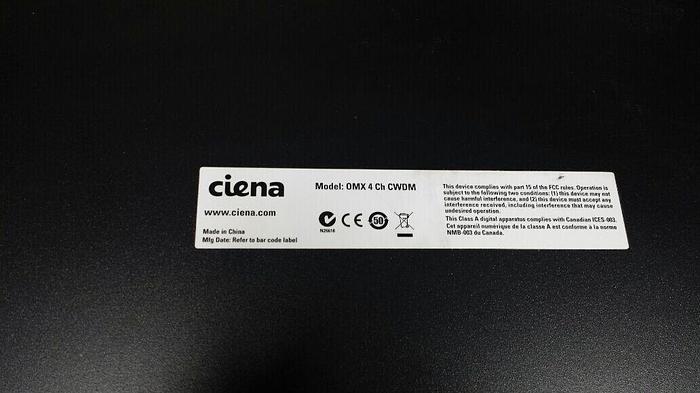 ciena
www.ciena.com
Made in China
Mfg Date: Refer to bar code label
Model: OMX 4 Ch CWDM
N25618
50
This device complies with part 15 of the FCC rules. Operation is
subject to the following two conditions: (1) this device may not
cause harmful interference, and (2) this device must accept any
interference received, including interference that may cause
undesired operation.
This Class A digital apparatus complies with Canadian ICES-003.
Cet appareil numérique de la classe A est conforme à la norme
NMB-003 du Canada.